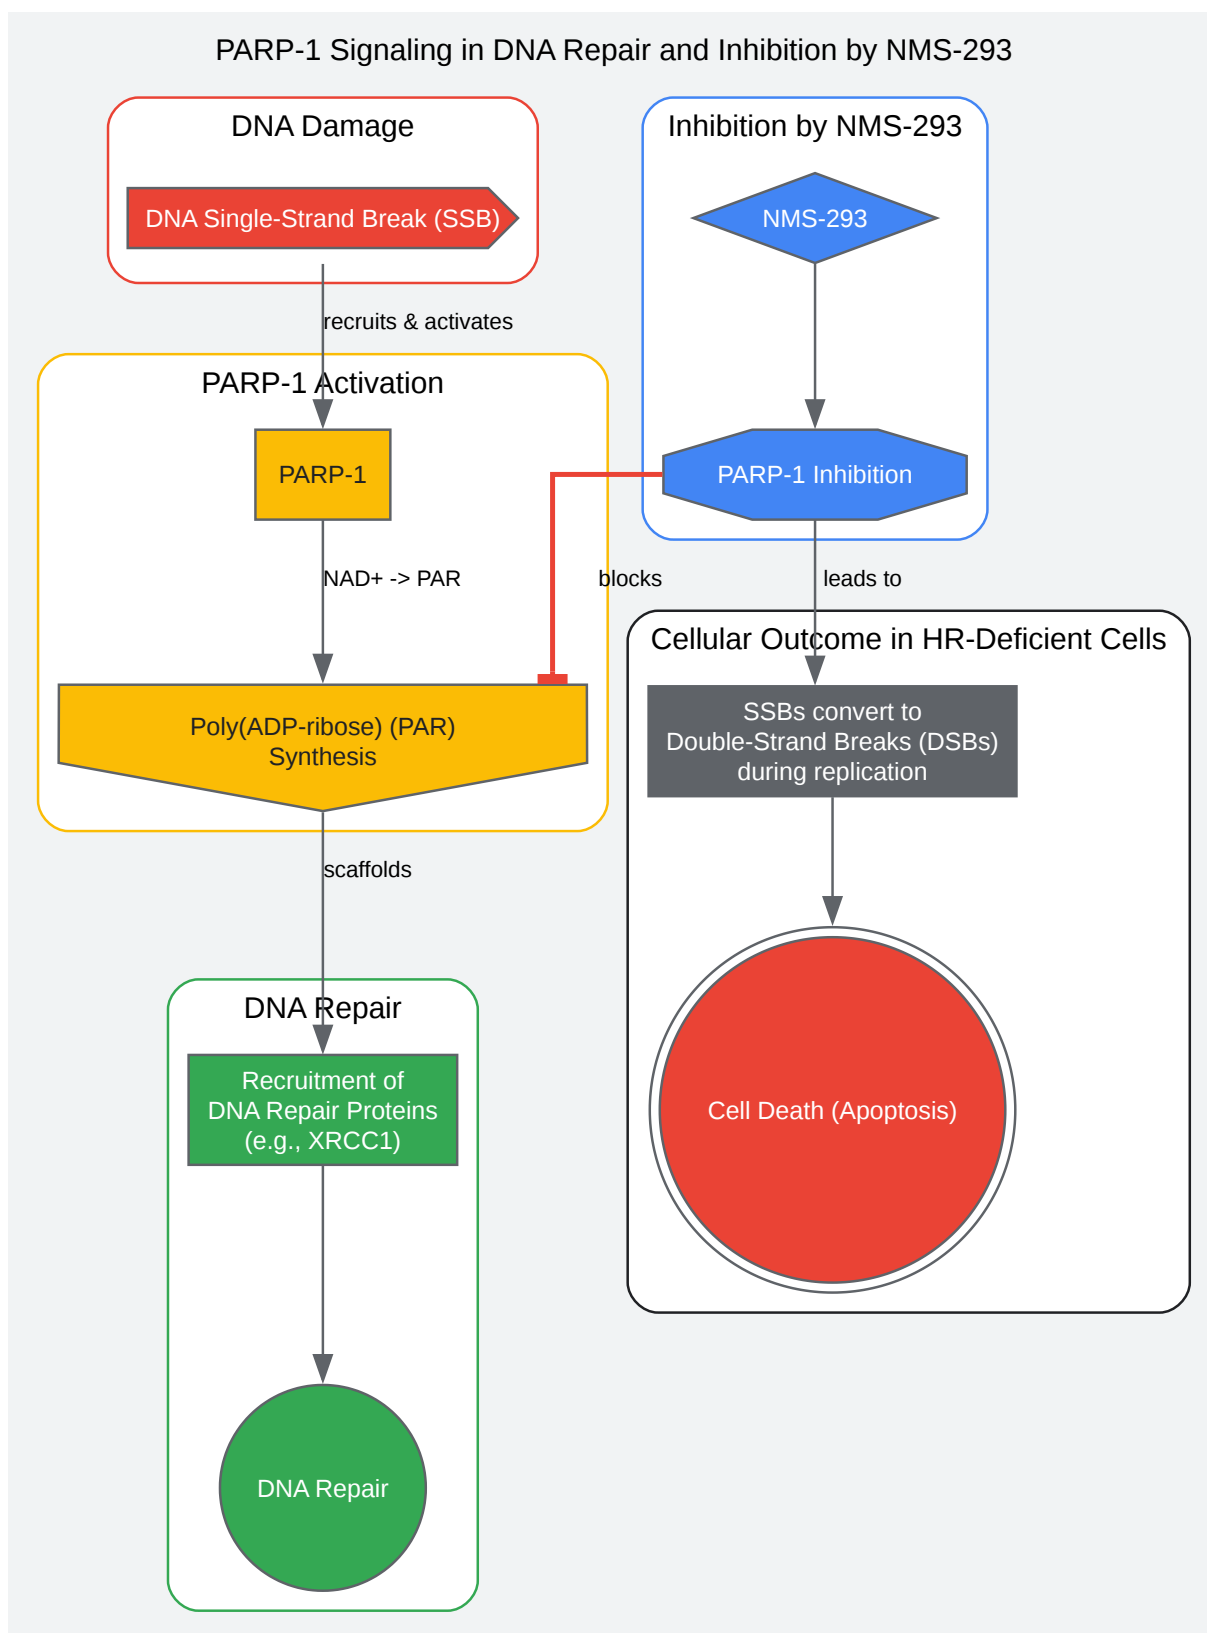 PARP-1 Signaling in DNA Repair and Inhibition by NMS-293
DNA Damage
DNA Single-Strand Break (SSB)
recruits & activates
PARP-1 Activation
PARP-1
NAD+ -> PAR
Poly(ADP-ribose) (PAR)
Synthesis
scaffolds
DNA Repair
Recruitment of
DNA Repair Proteins
(e.g., XRCC1)
DNA Repair
Inhibition by NMS-293
NMS-293
PARP-1 Inhibition
blocks
leads to
Cellular Outcome in HR-Deficient Cells
SSBs convert to
Double-Strand Breaks (DSBs)
during replication
Cell Death (Apoptosis)